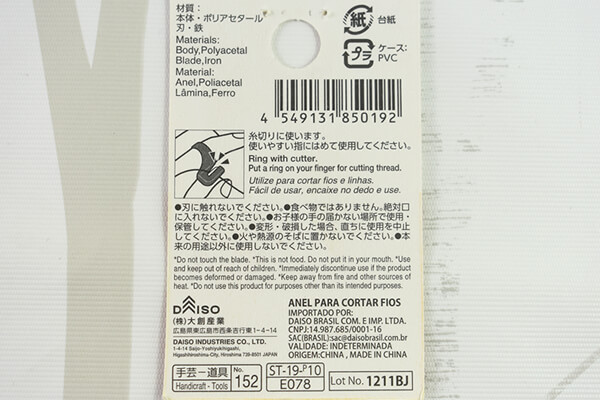 材質：
本体・ポリアセタール
刃・鉄
Materials:
Body,Polyacetal
Blade,Iron
Material:
Anel,Poliacetal
Lâmina,Ferro
紙
台紙
プラ
ケース：
PVC
4 549131 850192
糸切りに使います。
使いやすい指にはめて使用してください。
Ring with cutter.
Put a ring on your finger for cutting thread.
Utilize para cortar fios e linhas.
Fácil de usar, encaixe no dedo e use.
●刃に触れないでください。●食べ物ではありません。絶対口
に入れないでください。●お子様の手の届かない場所で使用・
保管してください。●変形・破損した場合、直ちに使用を中止
してください。●火や熱源のそばに置かないでください。●本
来の用途以外に使用しないでください。
*Do not touch the blade. *This is not food. Do not put it in your mouth. *Use
and keep out of reach of children. *Immediately discontinue use if the product
becomes deformed or damaged. *Keep away from fire and other sources of
heat. *Do not use this product for purposes other than its intended purposes.
DAISO
(株)大創産業
広島県東広島市西条吉行東1-4-14
DAISO INDUSTRIES CO., LTD.
1-4-14 Saijo-Yoshiyukihigashi,
Higashihiroshima-City, Hiroshima 739-8501 JAPAN
ANEL PARA CORTAR FIOS
IMPORTADO POR:
DAISO BRASIL COM. E IMP. LTDA.
CNPJ:14.987.685/0001-16
SAC(BRASIL):sac@daisobrasil.com.br
VALIDADE: INDETERMINADA
ORIGEM:CHINA , MADE IN CHINA
手芸－道具
Handicraft - Tools
No. 152
ST-19-P10
E078
Lot No. 1211BJ